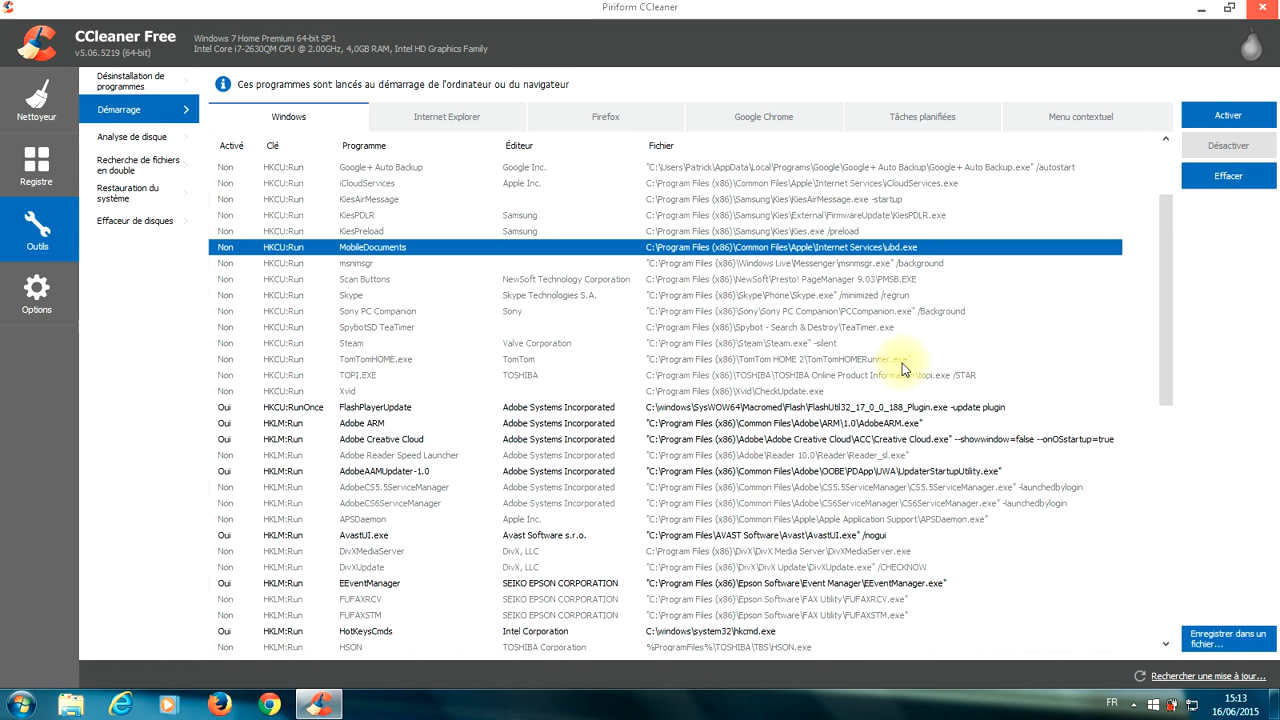 Piriform CCleaner
CCleaner Free
v5.06.5219 (64-bit)
Windows 7 Home Premium 64-bit SP1
Intel Core i7-2630QM CPU @ 2.00GHz, 4,0GB RAM, Intel HD Graphics Family
Nettoyeur
Registre
Outils
Options
Désinstallation de
programmes
Démarrage
Analyse de disque
Recherche de fichiers
en double
Restauration du
système
Effaceur de disques
Ces programmes sont lancés au démarrage de l'ordinateur ou du navigateur
Windows Internet Explorer Firefox Google Chrome Tâches planifiées Menu contextuel
Activé Clé Programme Éditeur Fichier
Non HKCU:Run Google+ Auto Backup Google Inc. "C:\Users\Patrick\AppData\Local\Programs\Google\Google+ Auto Backup\Google+ Auto Backup.exe" /autostart
Non HKCU:Run iCloudServices Apple Inc. C:\Program Files (x86)\Common Files\Apple\Internet Services\iCloudServices.exe
Non HKCU:Run KiesAirMessage C:\Program Files (x86)\Samsung\Kies\KiesAirMessage.exe -startup
Non HKCU:Run KiesPDLR Samsung C:\Program Files (x86)\Samsung\Kies\External\FirmwareUpdate\KiesPDLR.exe
Non HKCU:Run KiesPreload Samsung C:\Program Files (x86)\Samsung\Kies\Kies.exe /preload
Non HKCU:Run MobileDocuments C:\Program Files (x86)\Common Files\Apple\Internet Services\ubd.exe
Non HKCU:Run msnmsgr "C:\Program Files (x86)\Windows Live\Messenger\msnmsgr.exe" /background
Non HKCU:Run Scan Buttons NewSoft Technology Corporation C:\Program Files (x86)\NewSoft\Presto! PageManager 9.03\PMSB.EXE
Non HKCU:Run Skype Skype Technologies S.A. "C:\Program Files (x86)\Skype\Phone\Skype.exe" /minimized /regrun
Non HKCU:Run Sony PC Companion Sony "C:\Program Files (x86)\Sony\Sony PC Companion\PCCompanion.exe" /Background
Non HKCU:Run SpybotSD TeaTimer C:\Program Files (x86)\Spybot - Search & Destroy\TeaTimer.exe
Non HKCU:Run Steam Valve Corporation "C:\Program Files (x86)\Steam\Steam.exe" -silent
Non HKCU:Run TomTomHOME.exe TomTom "C:\Program Files (x86)\TomTom HOME 2\TomTomHOMERunner.exe"
Non HKCU:Run TOPI.EXE TOSHIBA C:\Program Files (x86)\TOSHIBA\TOSHIBA Online Product Information\topi.exe /STAR
Non HKCU:Run Xvid C:\Program Files (x86)\Xvid\CheckUpdate.exe
Oui HKCU:RunOnce FlashPlayerUpdate Adobe Systems Incorporated C:\windows\SysWOW64\Macromed\Flash\FlashUtil32_17_0_0_188_Plugin.exe -update plugin
Oui HKLM:Run Adobe ARM Adobe Systems Incorporated "C:\Program Files (x86)\Common Files\Adobe\ARM\1.0\AdobeARM.exe"
Oui HKLM:Run Adobe Creative Cloud Adobe Systems Incorporated "C:\Program Files (x86)\Adobe\Adobe Creative Cloud\ACC\Creative Cloud.exe" --showwindow=false --onOSstartup=true
Non HKLM:Run Adobe Reader Speed Launcher Adobe Systems Incorporated "C:\Program Files (x86)\Adobe\Reader 10.0\Reader\Reader_sl.exe"
Oui HKLM:Run AdobeAAMUpdater-1.0 Adobe Systems Incorporated "C:\Program Files (x86)\Common Files\Adobe\OOBE\PDApp\UWA\UpdaterStartupUtility.exe"
Non HKLM:Run AdobeCS5.5ServiceManager Adobe Systems Incorporated "C:\Program Files (x86)\Common Files\Adobe\CS5.5ServiceManager\CS5.5ServiceManager.exe" -launchedbylogin
Non HKLM:Run AdobeCS6ServiceManager Adobe Systems Incorporated "C:\Program Files (x86)\Common Files\Adobe\CS6ServiceManager\CS6ServiceManager.exe" -launchedbylogin
Non HKLM:Run APSDaemon Apple Inc. "C:\Program Files (x86)\Common Files\Apple\Apple Application Support\APSDaemon.exe"
Oui HKLM:Run AvastUI.exe Avast Software s.r.o. "C:\Program Files\AVAST Software\Avast\AvastUI.exe" /nogui
Non HKLM:Run DivXMediaServer DivX, LLC C:\Program Files (x86)\DivX\DivX Media Server\DivXMediaServer.exe
Non HKLM:Run DivXUpdate DivX, LLC "C:\Program Files (x86)\DivX\DivX Update\DivXUpdate.exe" /CHECKNOW
Oui HKLM:Run EEventManager SEIKO EPSON CORPORATION "C:\Program Files (x86)\Epson Software\Event Manager\EEventManager.exe"
Non HKLM:Run FUFAXRCV SEIKO EPSON CORPORATION "C:\Program Files (x86)\Epson Software\FAX Utility\FUFAXRCV.exe"
Non HKLM:Run FUFAXSTM SEIKO EPSON CORPORATION "C:\Program Files (x86)\Epson Software\FAX Utility\FUFAXSTM.exe"
Oui HKLM:Run HotKeysCmds Intel Corporation C:\windows\system32\hkcmd.exe
Non HKLM:Run HSON TOSHIBA Corporation %ProgramFiles%\TOSHIBA\TBS\HSON.exe
Activer
Désactiver
Effacer
Enregistrer dans un
fichier...
Rechercher une mise à jour...
FR
15:13
16/06/2015